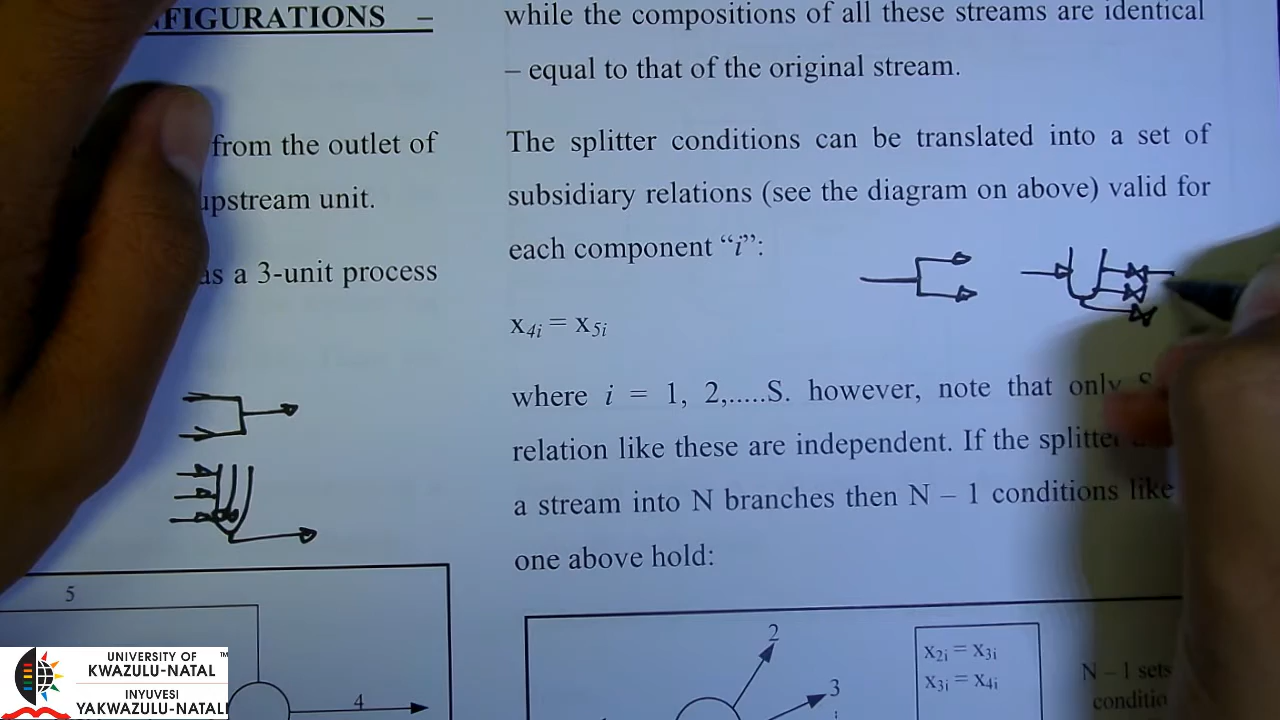 FIGURATIONS –
from the outlet of
upstream unit.
as a 3-unit process
5
4
while the compositions of all these streams are identical
– equal to that of the original stream.
The splitter conditions can be translated into a set of
subsidiary relations (see the diagram on above) valid for
each component “i”:
x4i = x5i
where i = 1, 2,.....S. however, note that only S
relation like these are independent. If the splitter
a stream into N branches then N – 1 conditions like
one above hold:
2
3
x2i = x3i
x3i = x4i
N – 1 sets
conditio
UNIVERSITY OF ™
KWAZULU-NATAL
INYUVESI
YAKWAZULU-NATALI